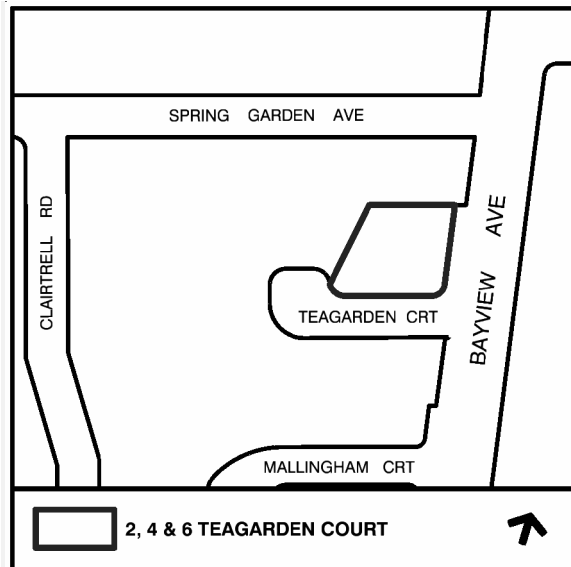 SPRING GARDEN AVE
CLAIRTRELL RD
BAYVIEW AVE
TEAGARDEN CRT
MALLINGHAM CRT
2, 4 & 6 TEAGARDEN COURT